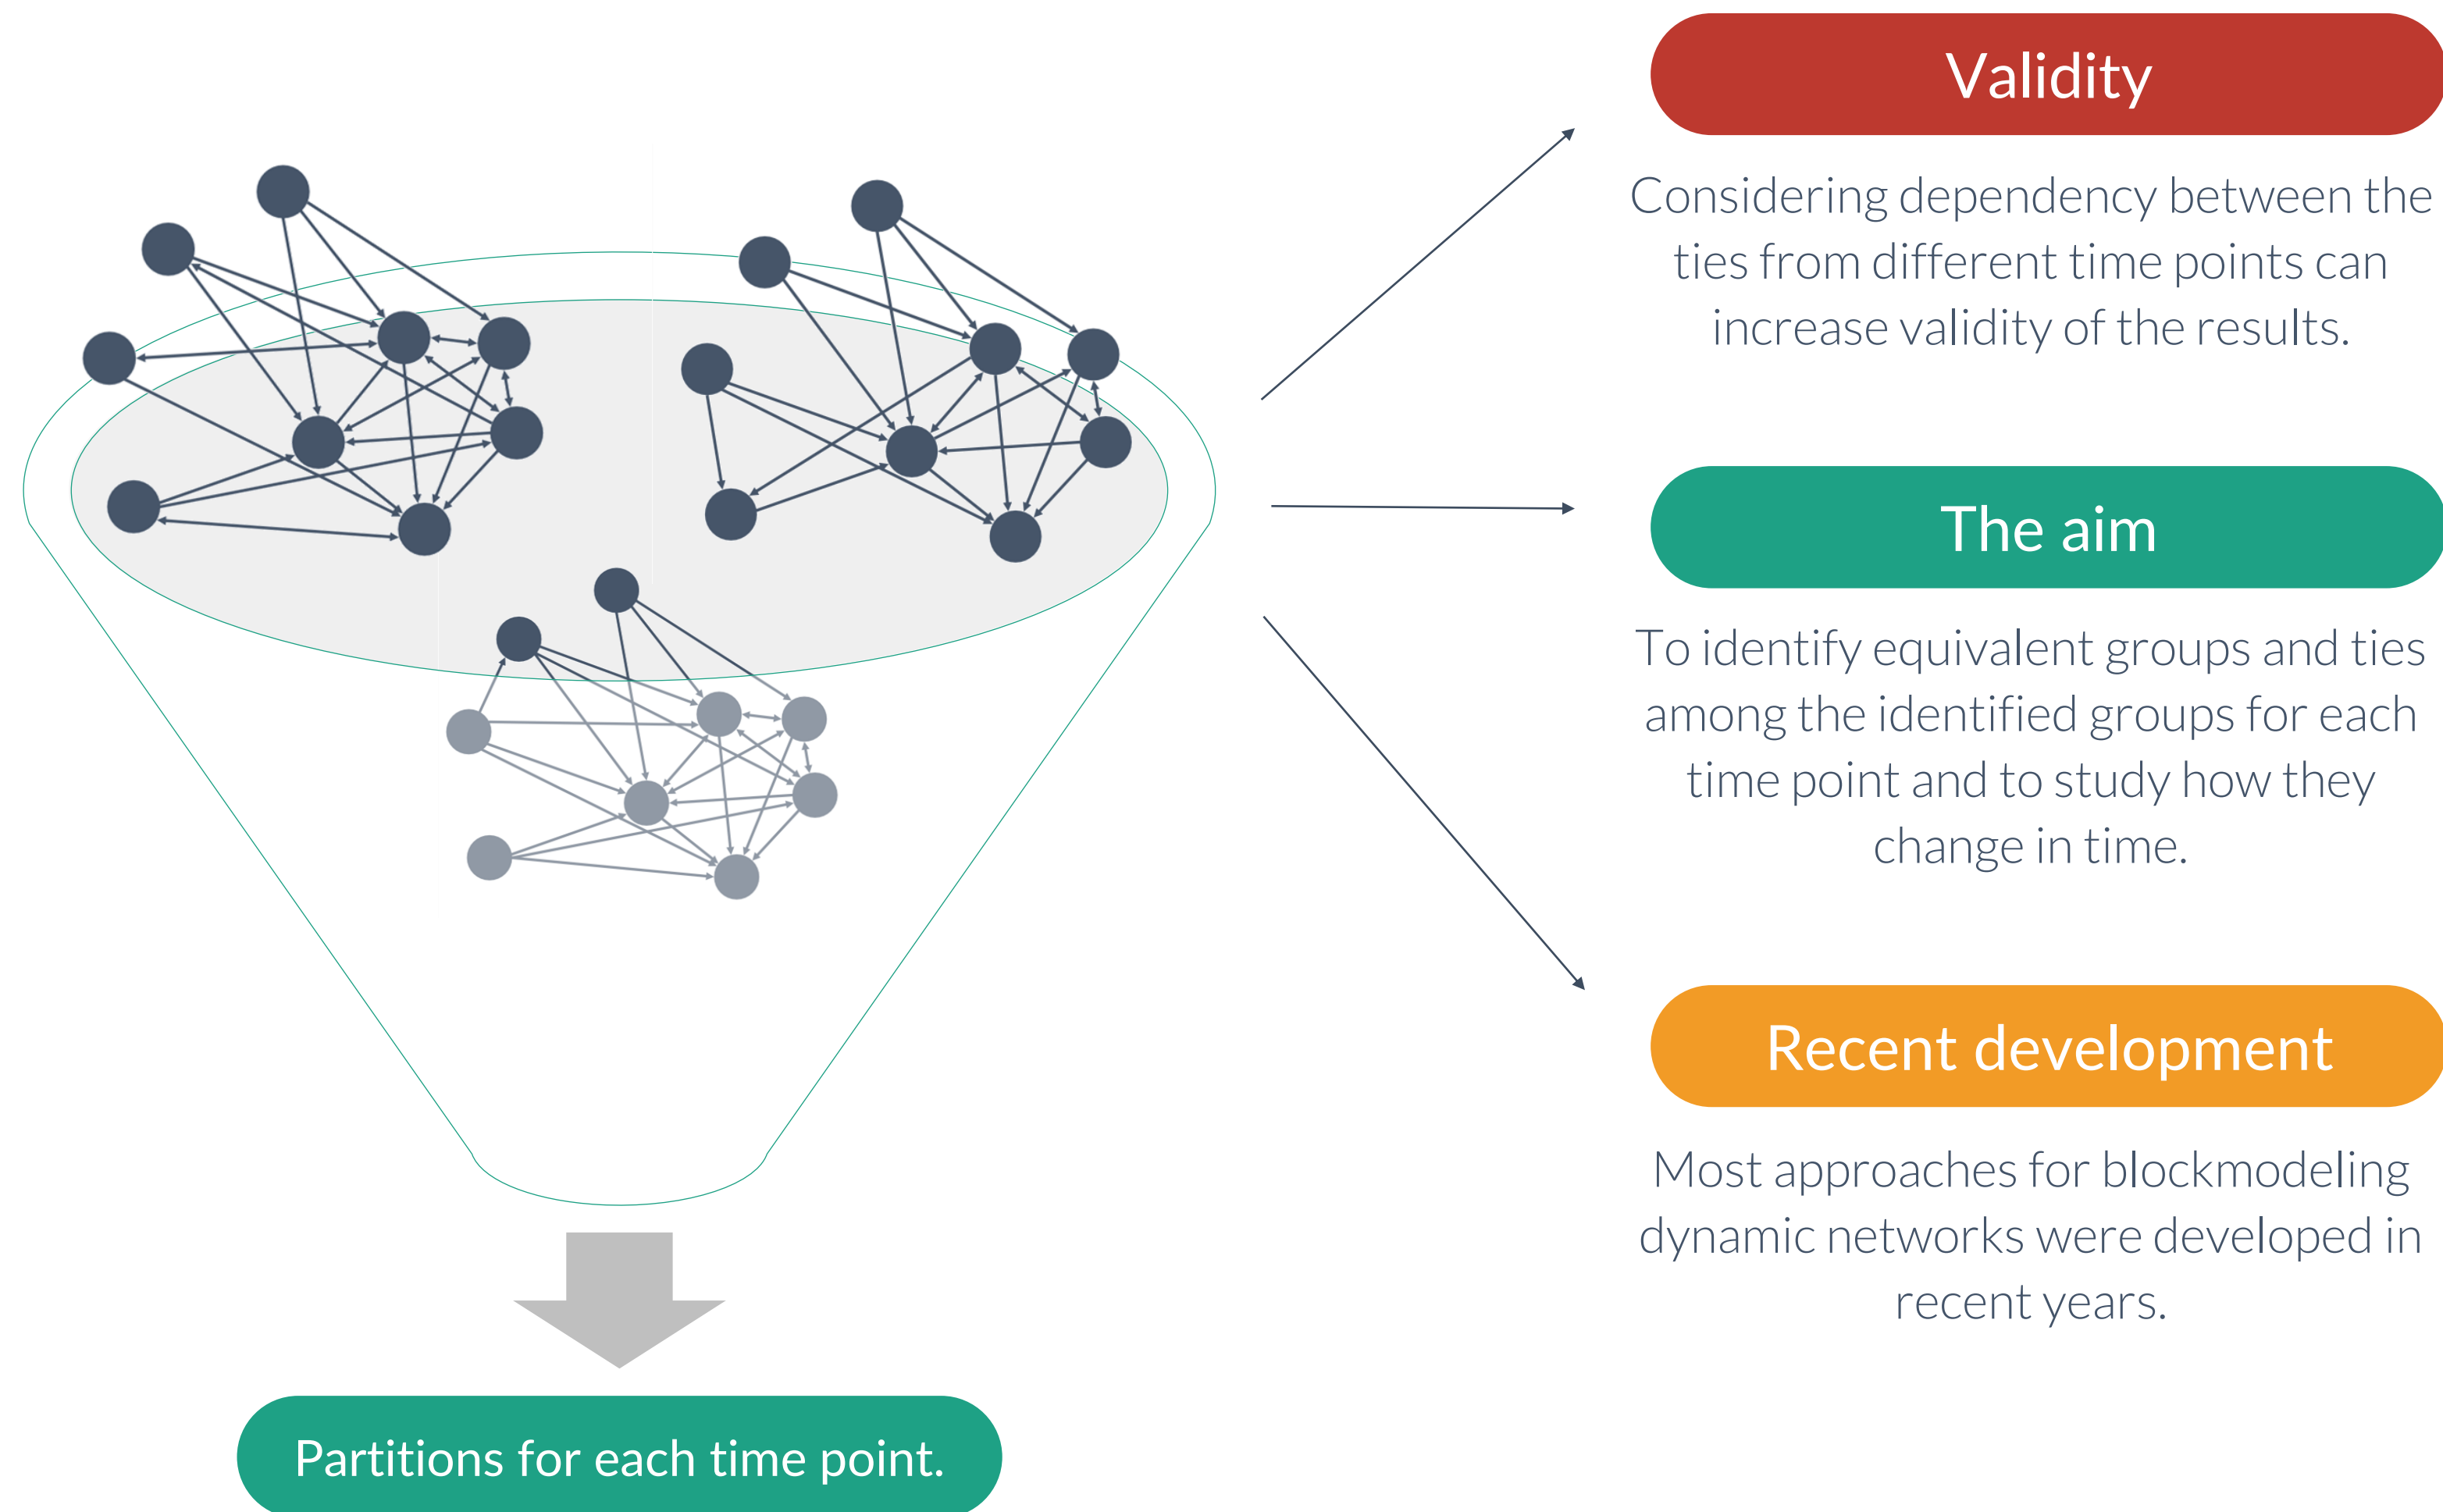 Validity
Considering dependency between the
ties from different time points can
increase validity of the results.
The aim
To identify equivalent groups and ties
among the identified groups for each
time point and to study how they
change in time.
Recent development
Most approaches for blockmodeling
dynamic networks were developed in
recent years.
Partitions for each time point.